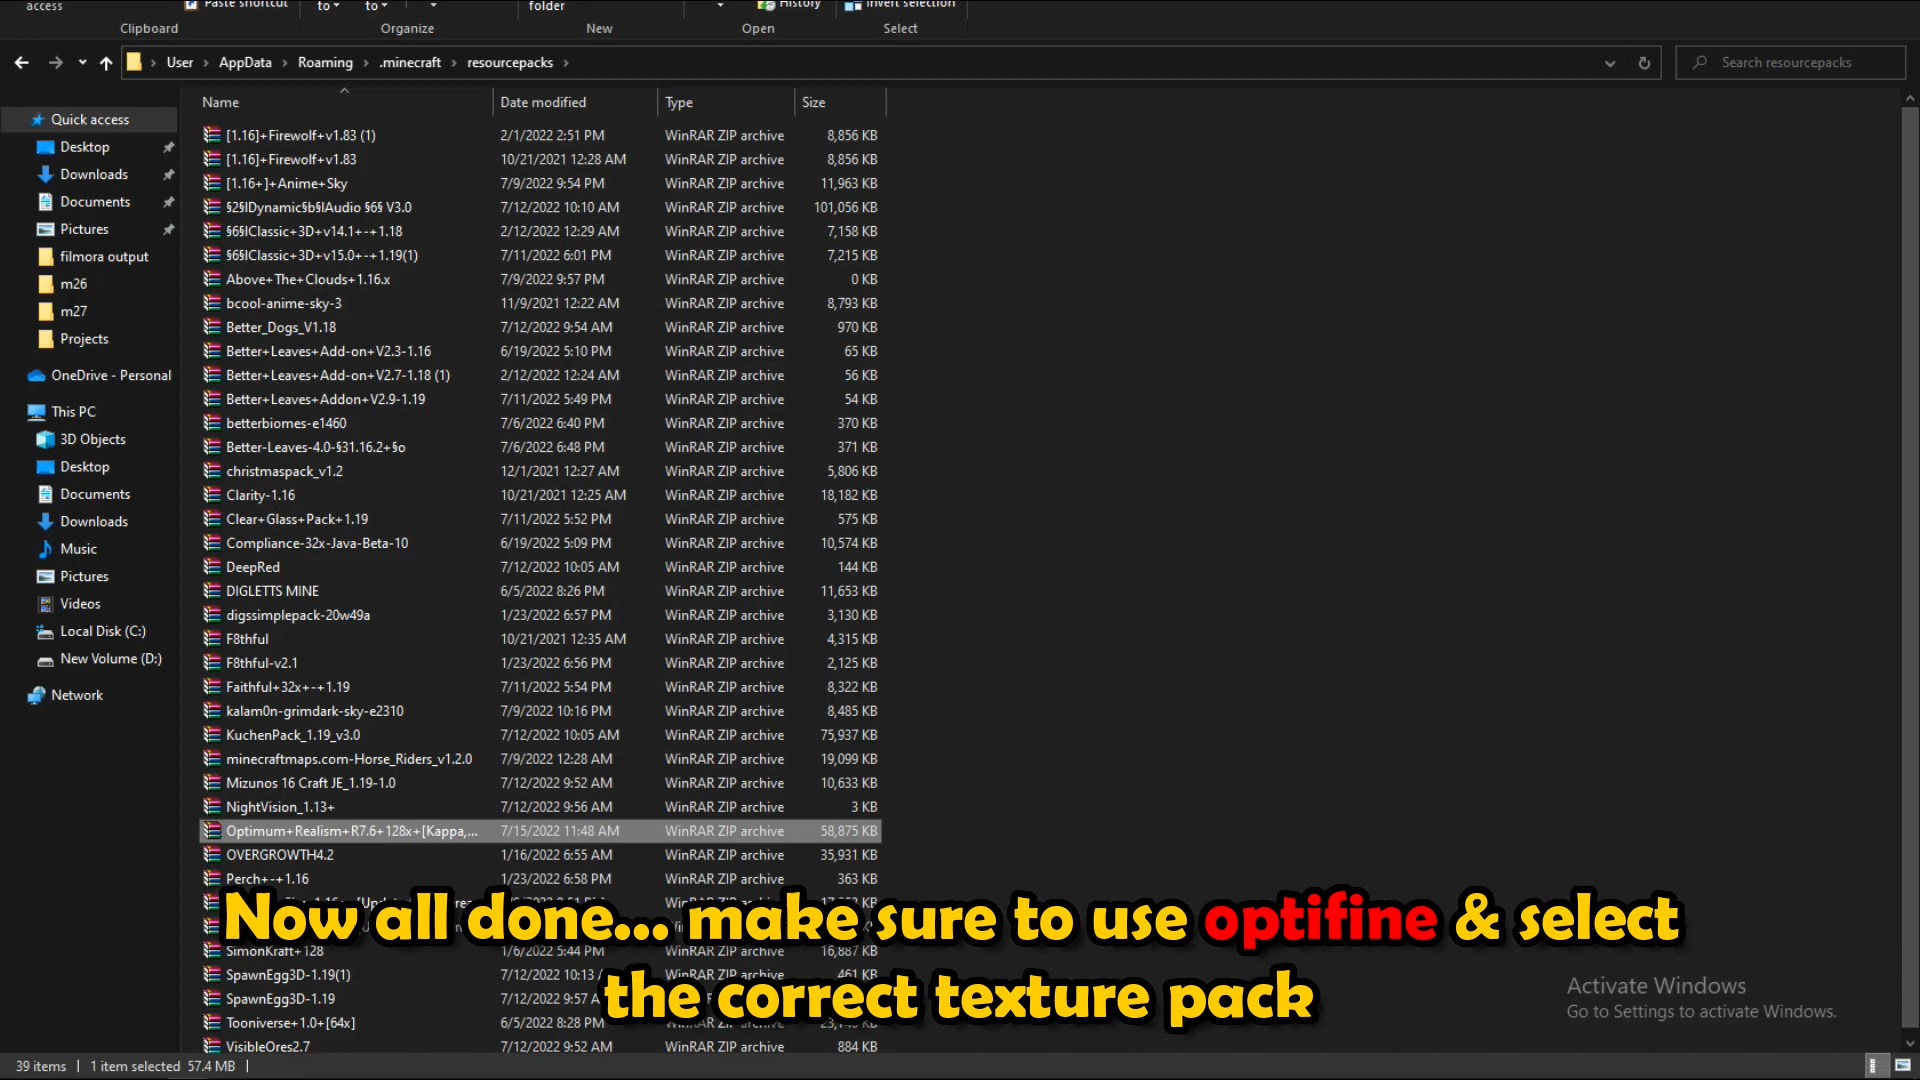 access
Paste shortcut
to
to
folder
History
Invert selection
Clipboard
Organize
New
Open
Select
User
AppData
Roaming
.minecraft
resourcepacks
Search resourcepacks
Name
Date modified
Type
Size
Quick access
Desktop
Downloads
Documents
Pictures
filmora output
m26
m27
Projects
OneDrive - Personal
This PC
3D Objects
Desktop
Documents
Downloads
Music
Pictures
Videos
Local Disk (C:)
New Volume (D:)
Network
[1.16]+Firewolf+v1.83 (1) 2/1/2022 2:51 PM WinRAR ZIP archive 8,856 KB
[1.16]+Firewolf+v1.83 10/21/2021 12:28 AM WinRAR ZIP archive 8,856 KB
[1.16+]+Anime+Sky 7/9/2022 9:54 PM WinRAR ZIP archive 11,963 KB
§2§lDynamic§b§lAudio §6§ V3.0 7/12/2022 10:10 AM WinRAR ZIP archive 101,056 KB
§6§lClassic+3D+v14.1+-+1.18 2/12/2022 12:29 AM WinRAR ZIP archive 7,158 KB
§6§lClassic+3D+v15.0+-+1.19(1) 7/11/2022 6:01 PM WinRAR ZIP archive 7,215 KB
Above+The+Clouds+1.16.x 7/9/2022 9:57 PM WinRAR ZIP archive 0 KB
bcool-anime-sky-3 11/9/2021 12:22 AM WinRAR ZIP archive 8,793 KB
Better_Dogs_V1.18 7/12/2022 9:54 AM WinRAR ZIP archive 970 KB
Better+Leaves+Add-on+V2.3-1.16 6/19/2022 5:10 PM WinRAR ZIP archive 65 KB
Better+Leaves+Add-on+V2.7-1.18 (1) 2/12/2022 12:24 AM WinRAR ZIP archive 56 KB
Better+Leaves+Addon+V2.9-1.19 7/11/2022 5:49 PM WinRAR ZIP archive 54 KB
betterbiomes-e1460 7/6/2022 6:40 PM WinRAR ZIP archive 370 KB
Better-Leaves-4.0-§31.16.2+§o 7/6/2022 6:48 PM WinRAR ZIP archive 371 KB
christmaspack_v1.2 12/1/2021 12:27 AM WinRAR ZIP archive 5,806 KB
Clarity-1.16 10/21/2021 12:25 AM WinRAR ZIP archive 18,182 KB
Clear+Glass+Pack+1.19 7/11/2022 5:52 PM WinRAR ZIP archive 575 KB
Compliance-32x-Java-Beta-10 6/19/2022 5:09 PM WinRAR ZIP archive 10,574 KB
DeepRed 7/12/2022 10:05 AM WinRAR ZIP archive 144 KB
DIGLETTS MINE 6/5/2022 8:26 PM WinRAR ZIP archive 11,653 KB
digssimplepack-20w49a 1/23/2022 6:57 PM WinRAR ZIP archive 3,130 KB
F8thful 10/21/2021 12:35 AM WinRAR ZIP archive 4,315 KB
F8thful-v2.1 1/23/2022 6:56 PM WinRAR ZIP archive 2,125 KB
Faithful+32x+-+1.19 7/11/2022 5:54 PM WinRAR ZIP archive 8,322 KB
kalam0n-grimdark-sky-e2310 7/9/2022 10:16 PM WinRAR ZIP archive 8,485 KB
KuchenPack_1.19_v3.0 7/12/2022 10:05 AM WinRAR ZIP archive 75,937 KB
minecraftmaps.com-Horse_Riders_v1.2.0 7/9/2022 12:28 AM WinRAR ZIP archive 19,099 KB
Mizunos 16 Craft JE_1.19-1.0 7/12/2022 9:52 AM WinRAR ZIP archive 10,633 KB
NightVision_1.13+ 7/12/2022 9:56 AM WinRAR ZIP archive 3 KB
Optimum+Realism+R7.6+128x+[Kappa,... 7/15/2022 11:48 AM WinRAR ZIP archive 58,875 KB
OVERGROWTH4.2 1/16/2022 6:55 AM WinRAR ZIP archive 35,931 KB
Perch+-+1.16 1/23/2022 6:58 PM WinRAR ZIP archive 363 KB
SimonKraft+128 1/6/2022 5:44 PM WinRAR ZIP archive 16,887 KB
SpawnEgg3D-1.19(1) 7/12/2022 10:13 WinRAR ZIP archive 461 KB
SpawnEgg3D-1.19 7/12/2022 9:57
Tooniverse+1.0+[64x] 6/5/2022 8:28 PM WinRAR ZIP archive
VisibleOres2.7 7/12/2022 9:52 AM WinRAR ZIP archive 884 KB
Now all done... make sure to use optifine & select
the correct texture pack
Activate Windows
Go to Settings to activate Windows.
39 items
1 item selected 57.4 MB